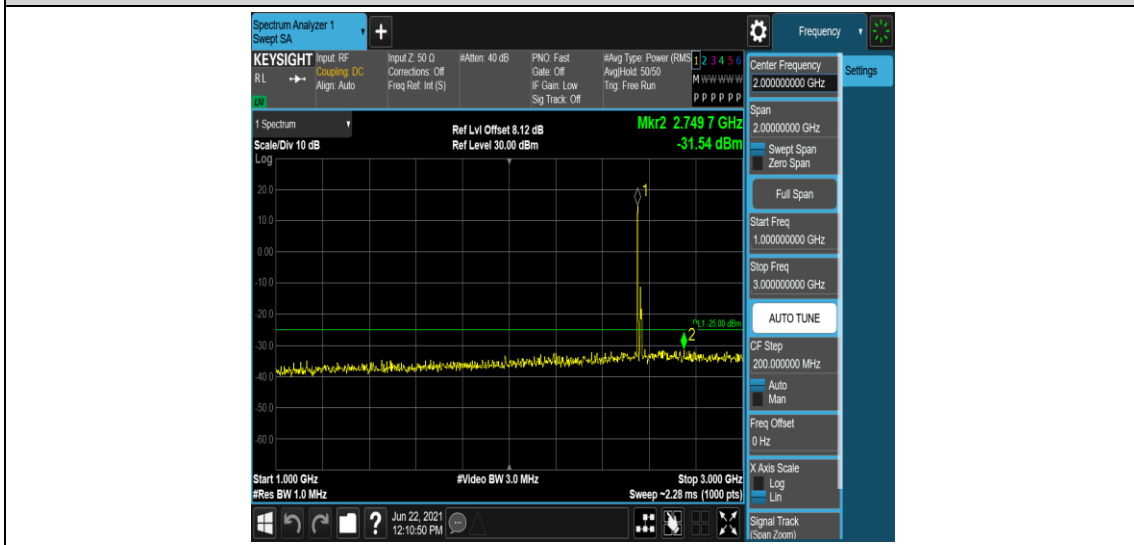 Spectrum Analyzer 1
Swept SA
+
Frequency
KEYSIGHT
RL
LXI
Input: RF
Coupling: DC
Align: Auto
Input Z: 50 Ω
Corrections: Off
Freq Ref: Int (S)
#Atten: 40 dB
PNO: Fast
Gate: Off
IF Gain: Low
Sig Track: Off
#Avg Type: Power (RMS
Avg|Hold: 50/50
Trig: Free Run
1 2 3 4 5 6
M W W W W W
P P P P P P
1 Spectrum
Scale/Div 10 dB
Log
Ref Lvl Offset 8.12 dB
Ref Level 30.00 dBm
Mkr2 2.749 7 GHz
-31.54 dBm
20.0
10.0
0.00
-10.0
-20.0
-30.0
-40.0
-50.0
-60.0
1
DL1 -25.00 dBm
2
Start 1.000 GHz
#Res BW 1.0 MHz
#Video BW 3.0 MHz
Stop 3.000 GHz
Sweep ~2.28 ms (1000 pts)
?
Jun 22, 2021
12:10:50 PM
Center Frequency
2.000000000 GHz
Settings
Span
2.00000000 GHz
Swept Span
Zero Span
Full Span
Start Freq
1.000000000 GHz
Stop Freq
3.000000000 GHz
AUTO TUNE
CF Step
200.000000 MHz
Auto
Man
Freq Offset
0 Hz
X Axis Scale
Log
Lin
Signal Track
(Span Zoom)